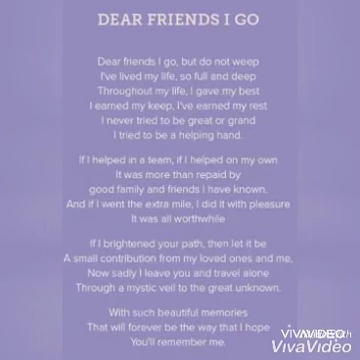 DEAR FRIENDS I GO
Dear friends I go, but do not weep
I've lived my life, so full and deep
Throughout my life, I gave my best
I earned my keep, I've earned my rest
I never tried to be great or grand
I tried to be a helping hand.
If I helped in a team, if I helped on my own
It was more than repaid by
good family and friends I have known.
And if I went the extra mile, I did it with pleasure
It was all worthwhile
If I brightened your path, then let it be
A small contribution from my loved ones and me,
Now sadly I leave you and travel alone
Through a mystic veil to the great unknown.
With such beautiful memories
That will forever be the way that I hope
You'll remember me.
VIVAVIDEO
VivaVideo